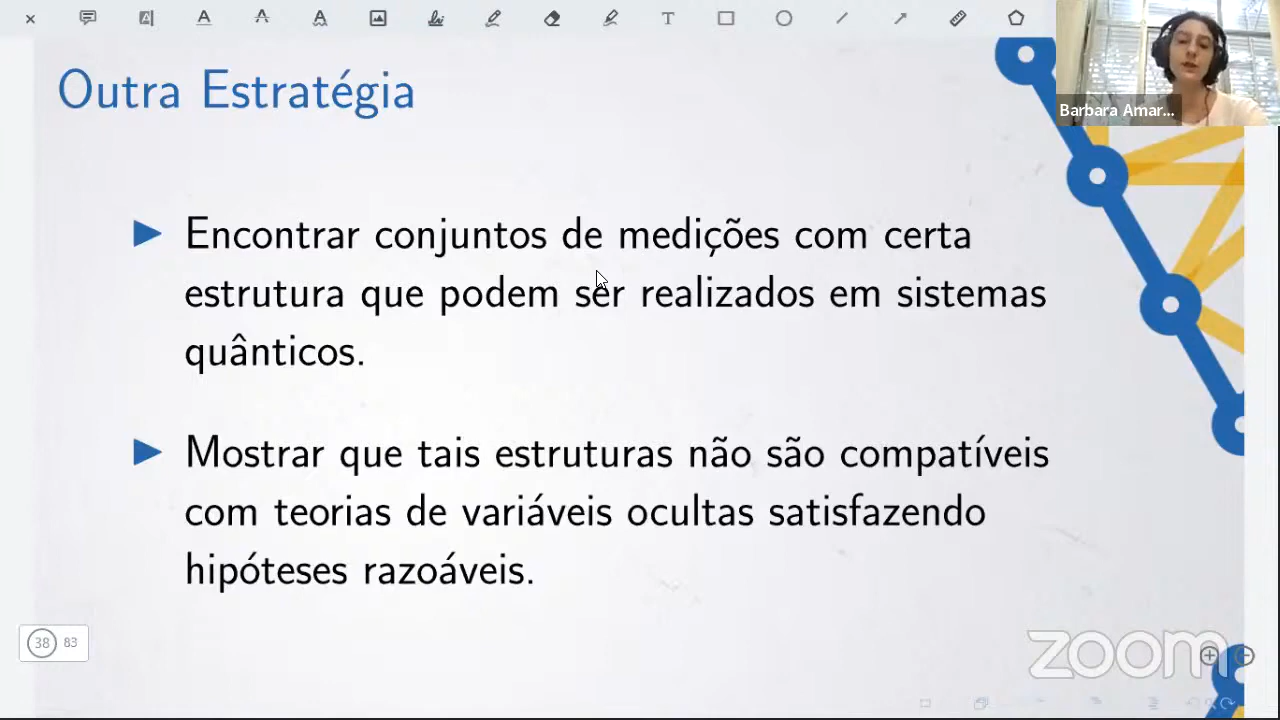 Outra Estratégia
Barbara Amar...
Encontrar conjuntos de medições com certa
estrutura que podem ser realizados em sistemas
quânticos.
Mostrar que tais estruturas não são compatíveis
com teorias de variáveis ocultas satisfazendo
hipóteses razoáveis.
38 83
zoom